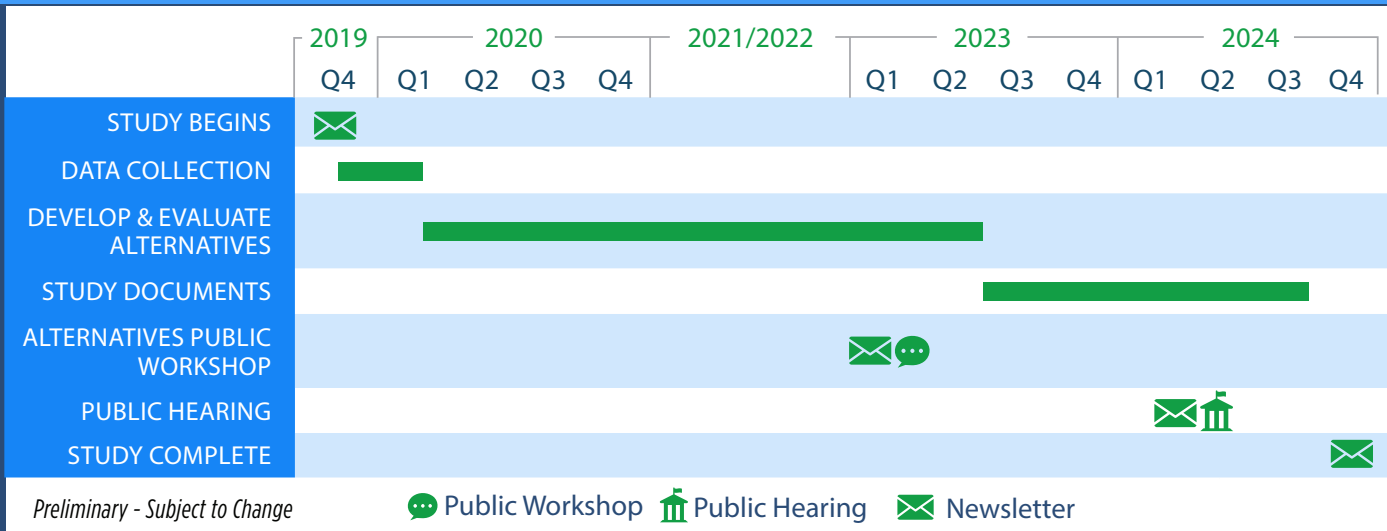 2019 2020 2021/2022 2023 2024
Q4 Q1 Q2 Q3 Q4 Q1 Q2 Q3 Q4 Q1 Q2 Q3 Q4
STUDY BEGINS
DATA COLLECTION
DEVELOP & EVALUATE
ALTERNATIVES
STUDY DOCUMENTS
ALTERNATIVES PUBLIC
WORKSHOP
PUBLIC HEARING
STUDY COMPLETE
Preliminary - Subject to Change Public Workshop Public Hearing Newsletter